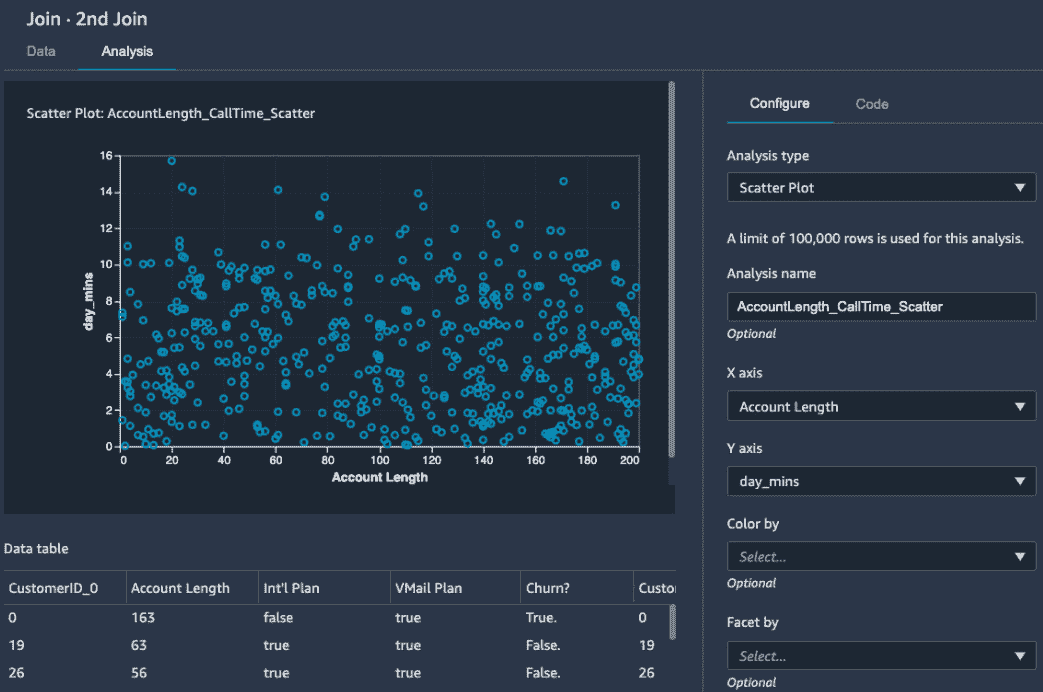 Join · 2nd Join
Data Analysis
Scatter Plot: AccountLength_CallTime_Scatter
16
14
12
10
8
6
4
2
0
day_mins
0 20 40 60 80 100 120 140 160 180 200
Account Length
Data table
CustomerID_0 Account Length Int'l Plan VMail Plan Churn? Custo
0 163 false true True. 0
19 63 true true False. 19
26 56 true true False. 26
Configure Code
Analysis type
Scatter Plot
A limit of 100,000 rows is used for this analysis.
Analysis name
AccountLength_CallTime_Scatter
Optional
X axis
Account Length
Y axis
day_mins
Color by
Select...
Optional
Facet by
Select...
Optional